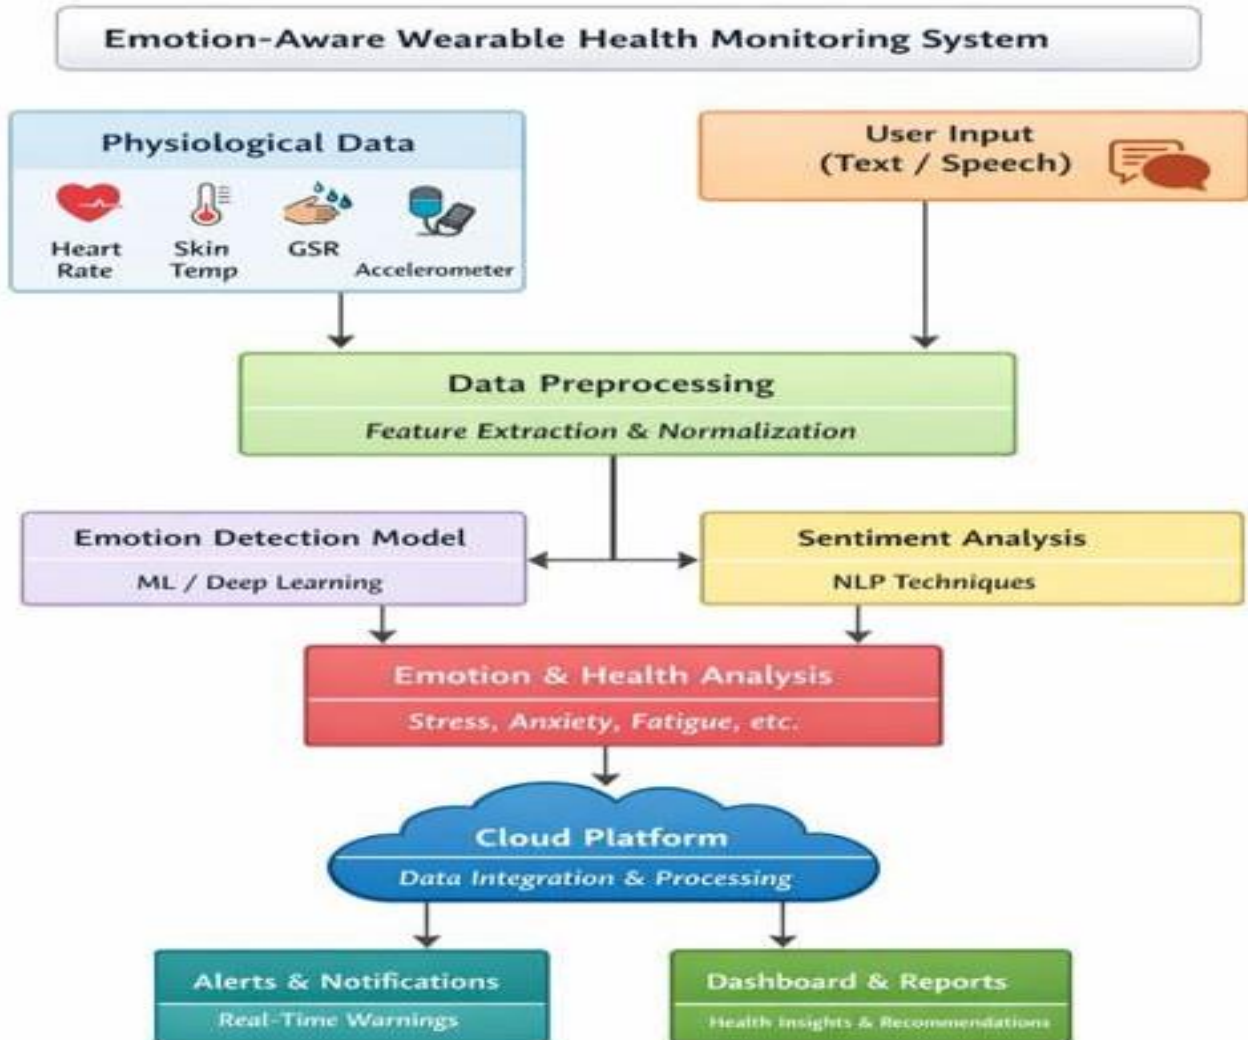 Emotion-Aware Wearable Health Monitoring System
Physiological Data
Heart
Rate
Skin
Temp
GSR
Accelerometer
User Input
(Text / Speech)
Data Preprocessing
Feature Extraction & Normalization
Emotion Detection Model
ML / Deep Learning
Sentiment Analysis
NLP Techniques
Emotion & Health Analysis
Stress, Anxiety, Fatigue, etc.
Cloud Platform
Data Integration & Processing
Alerts & Notifications
Real-Time Warnings
Dashboard & Reports
Health Insights & Recommendations